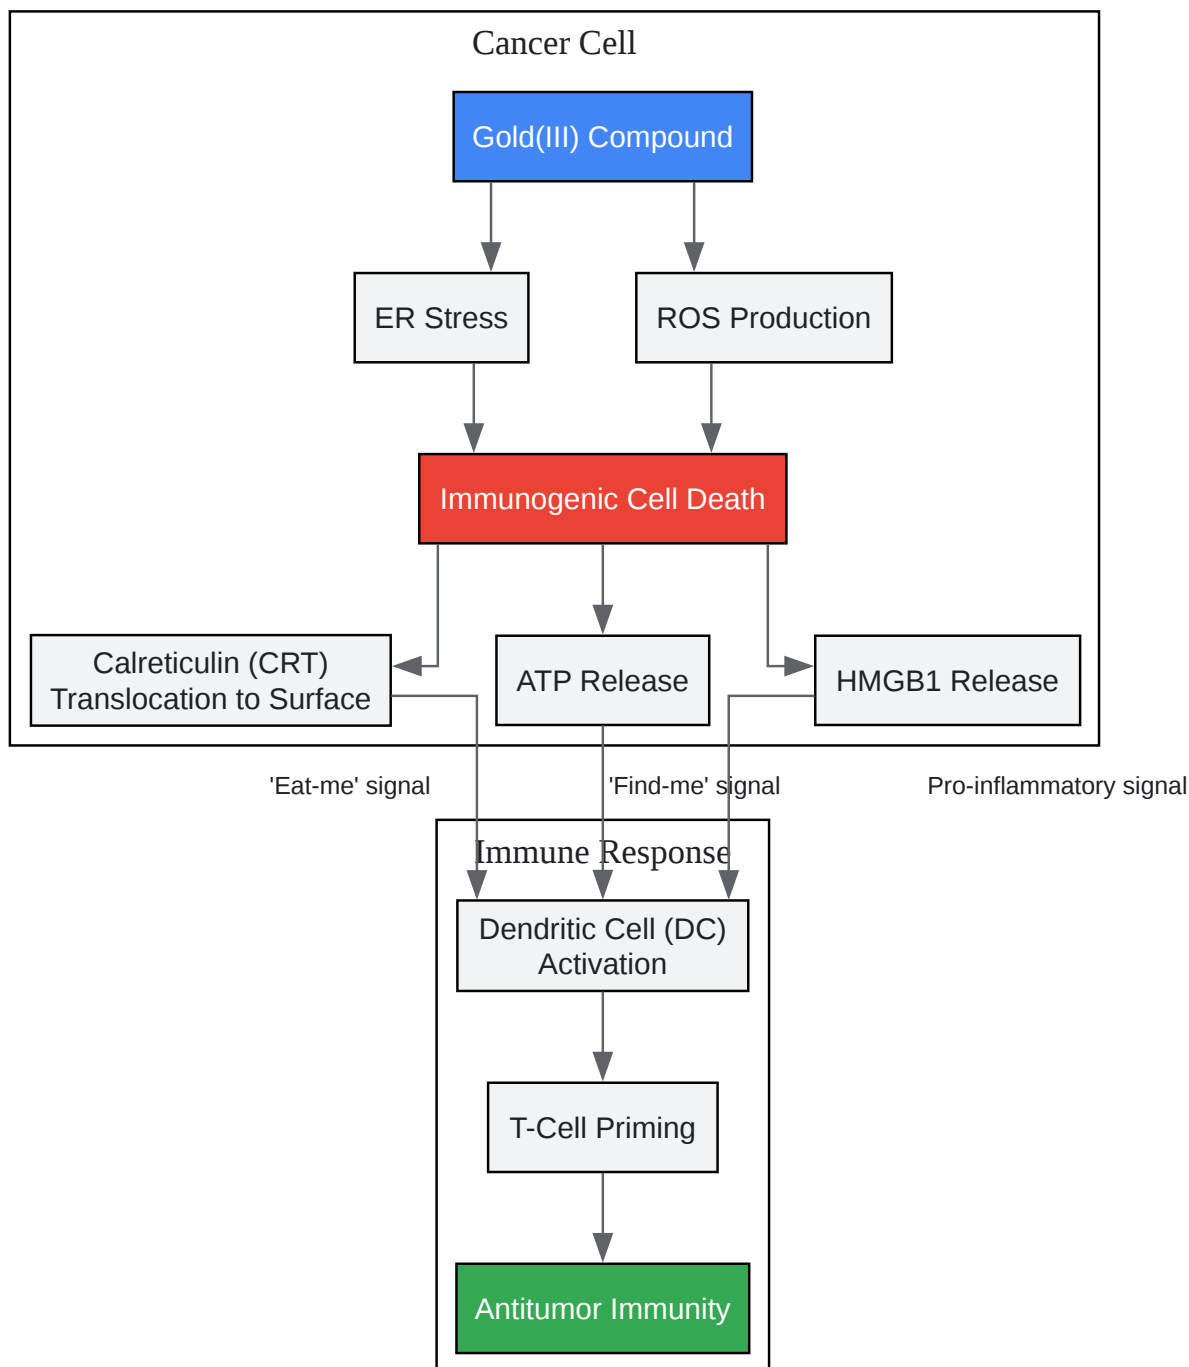 Cancer Cell
Gold(III) Compound
ER Stress
ROS Production
Immunogenic Cell Death
Calreticulin (CRT)
Translocation to Surface
ATP Release
HMGB1 Release
'Eat-me' signal
'Find-me' signal
Pro-inflammatory signal
Immune Response
Dendritic Cell (DC)
Activation
T-Cell Priming
Antitumor Immunity